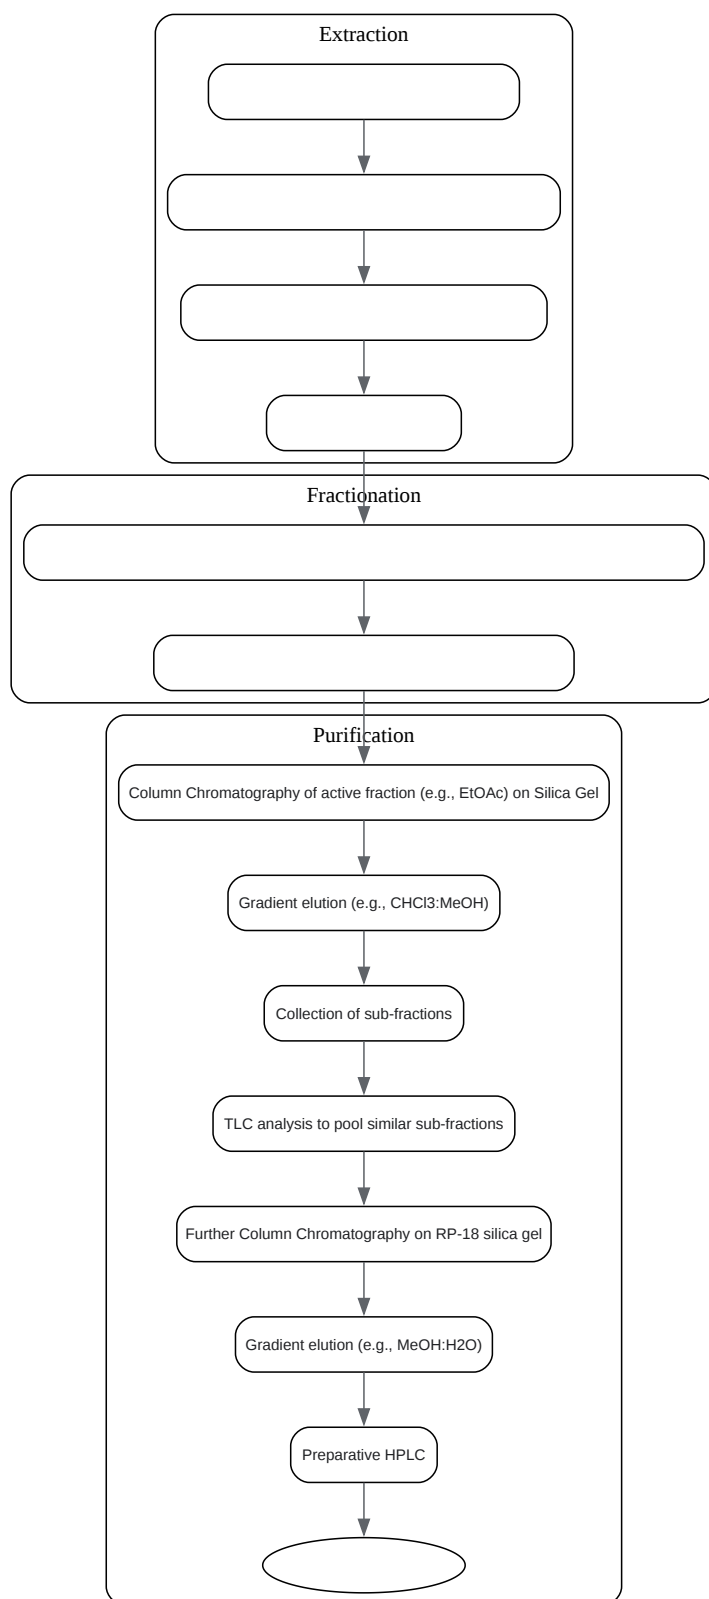 Extraction
Fractionation
Purification
Column Chromatography of active fraction (e.g., EtOAc) on Silica Gel
Gradient elution (e.g., CHCl3:MeOH)
Collection of sub-fractions
TLC analysis to pool similar sub-fractions
Further Column Chromatography on RP-18 silica gel
Gradient elution (e.g., MeOH:H2O)
Preparative HPLC